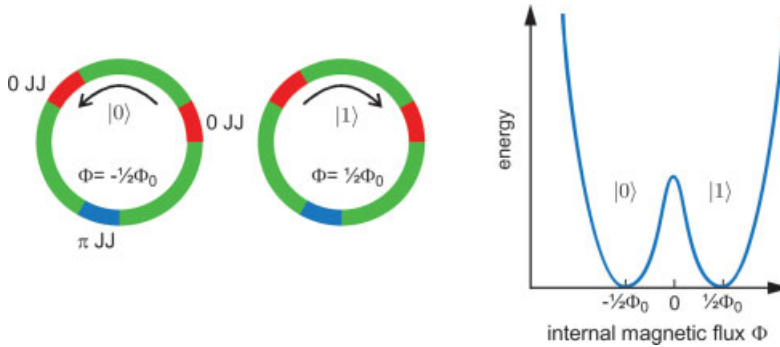 0 JJ
|0⟩
Φ= -½Φ₀
π JJ
0 JJ
|1⟩
Φ= ½Φ₀
energy
|0⟩
|1⟩
-½Φ₀
0
½Φ₀
internal magnetic flux Φ